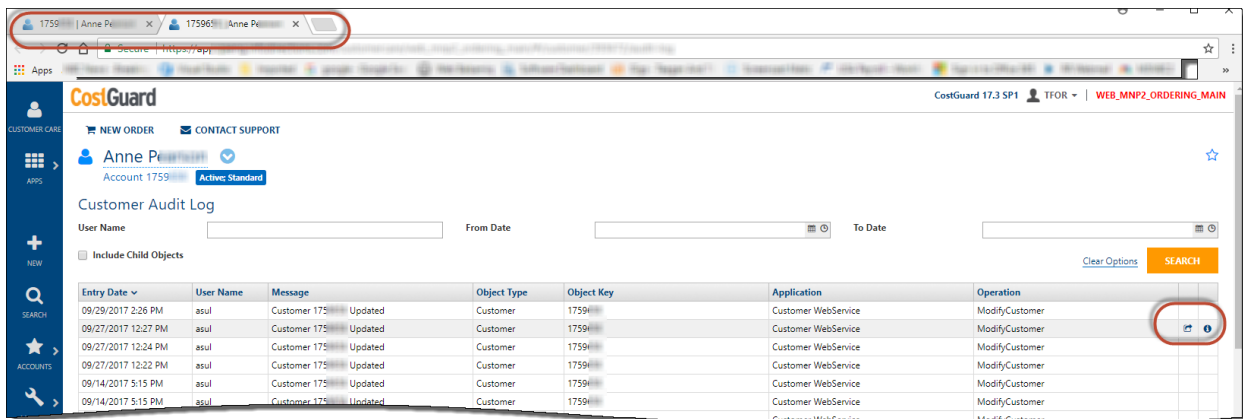 1759 | Anne P 17596 | Anne Pe
Secure | https://app
Apps
CostGuard
CostGuard 17.3 SP1 TFOR WEB_MNP2_ORDERING_MAIN
CUSTOMER CARE
NEW ORDER CONTACT SUPPORT
Anne P
Account 1759 Active; Standard
APPS
Customer Audit Log
User Name From Date To Date
NEW
Include Child Objects
Clear Options SEARCH
Entry Date User Name Message Object Type Object Key Application Operation
09/29/2017 2:26 PM asul Customer 175 Updated Customer 1759 Customer WebService ModifyCustomer
SEARCH
09/27/2017 12:27 PM asul Customer 175 Updated Customer 1759 Customer WebService ModifyCustomer
09/27/2017 12:24 PM asul Customer 175 Updated Customer 1759 Customer WebService ModifyCustomer
ACCOUNTS
09/27/2017 12:22 PM asul Customer 175 Updated Customer 1759 Customer WebService ModifyCustomer
09/14/2017 5:15 PM asul Customer 175 Updated Customer 1759 Customer WebService ModifyCustomer
09/14/2017 5:15 PM asul Customer 175 Updated Customer 1759 Customer WebService ModifyCustomer